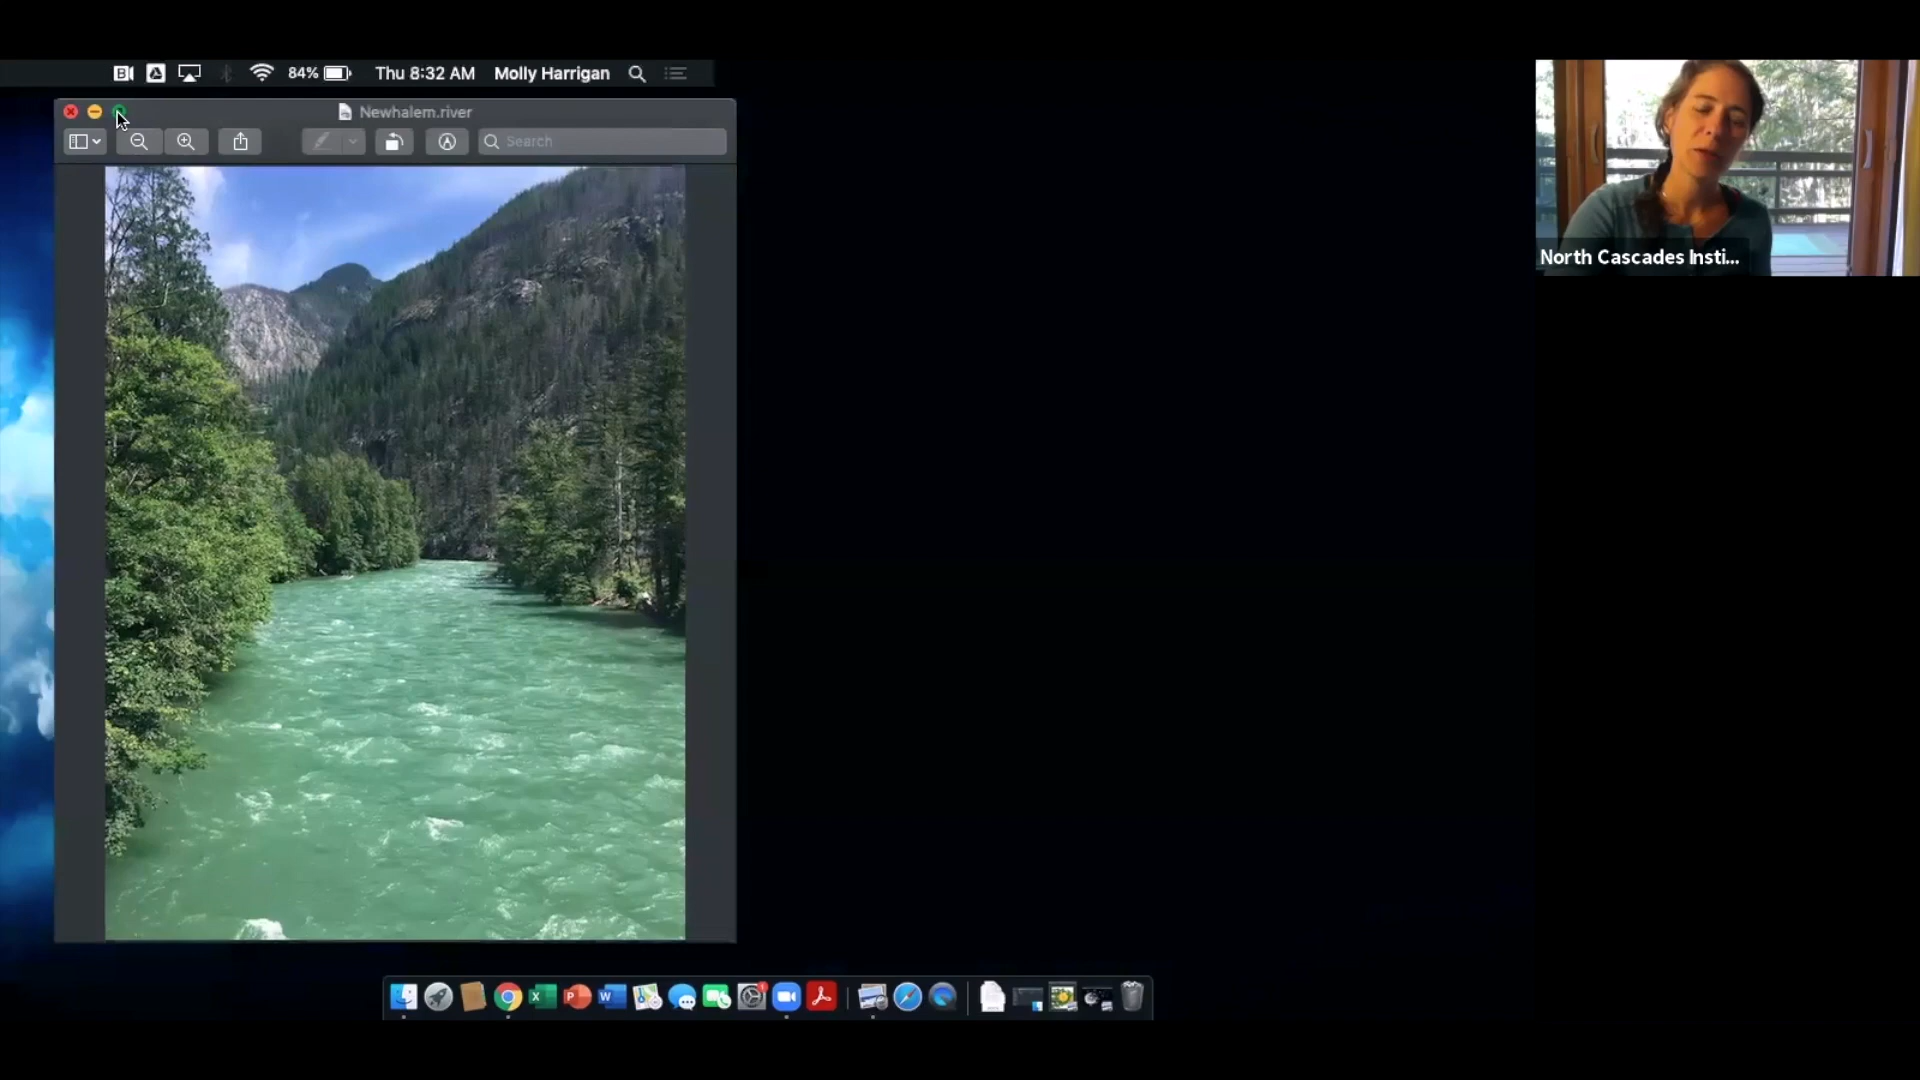 84% Thu 8:32 AM Molly Harrigan
Newhalem.river
Search
North Cascades Insti...